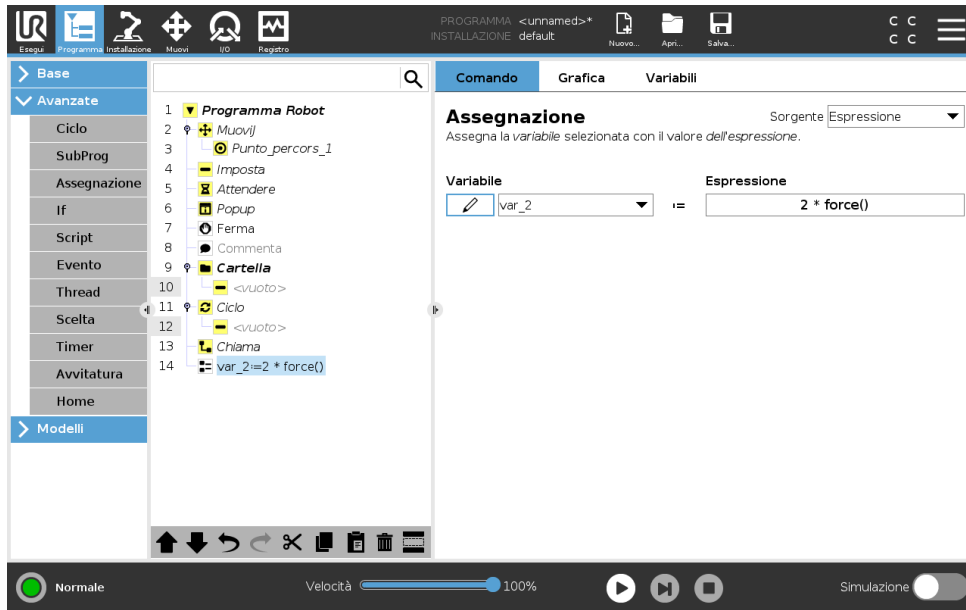 PROGRAMMA <unnamed>*
INSTALLAZIONE default
Esegui
Programma
Installazione
Muovi
I/O
Registro
Nuovo...
Apri...
Salva...
C C
C C
Base
Avanzate
Ciclo
SubProg
Assegnazione
If
Script
Evento
Thread
Scelta
Timer
Avvitatura
Home
Modelli
1 Programma Robot
2 MuoviJ
3 Punto_percors_1
4 Imposta
5 Attendere
6 Popup
7 Ferma
8 Commenta
9 Cartella
10 <vuoto>
11 Ciclo
12 <vuoto>
13 Chiama
14 var_2:=2 * force()
Comando Grafica Variabili
Assegnazione
Sorgente Espressione
Assegna la variabile selezionata con il valore dell'espressione.
Variabile Espressione
var_2 := 2 * force()
Normale
Velocità 100%
Simulazione